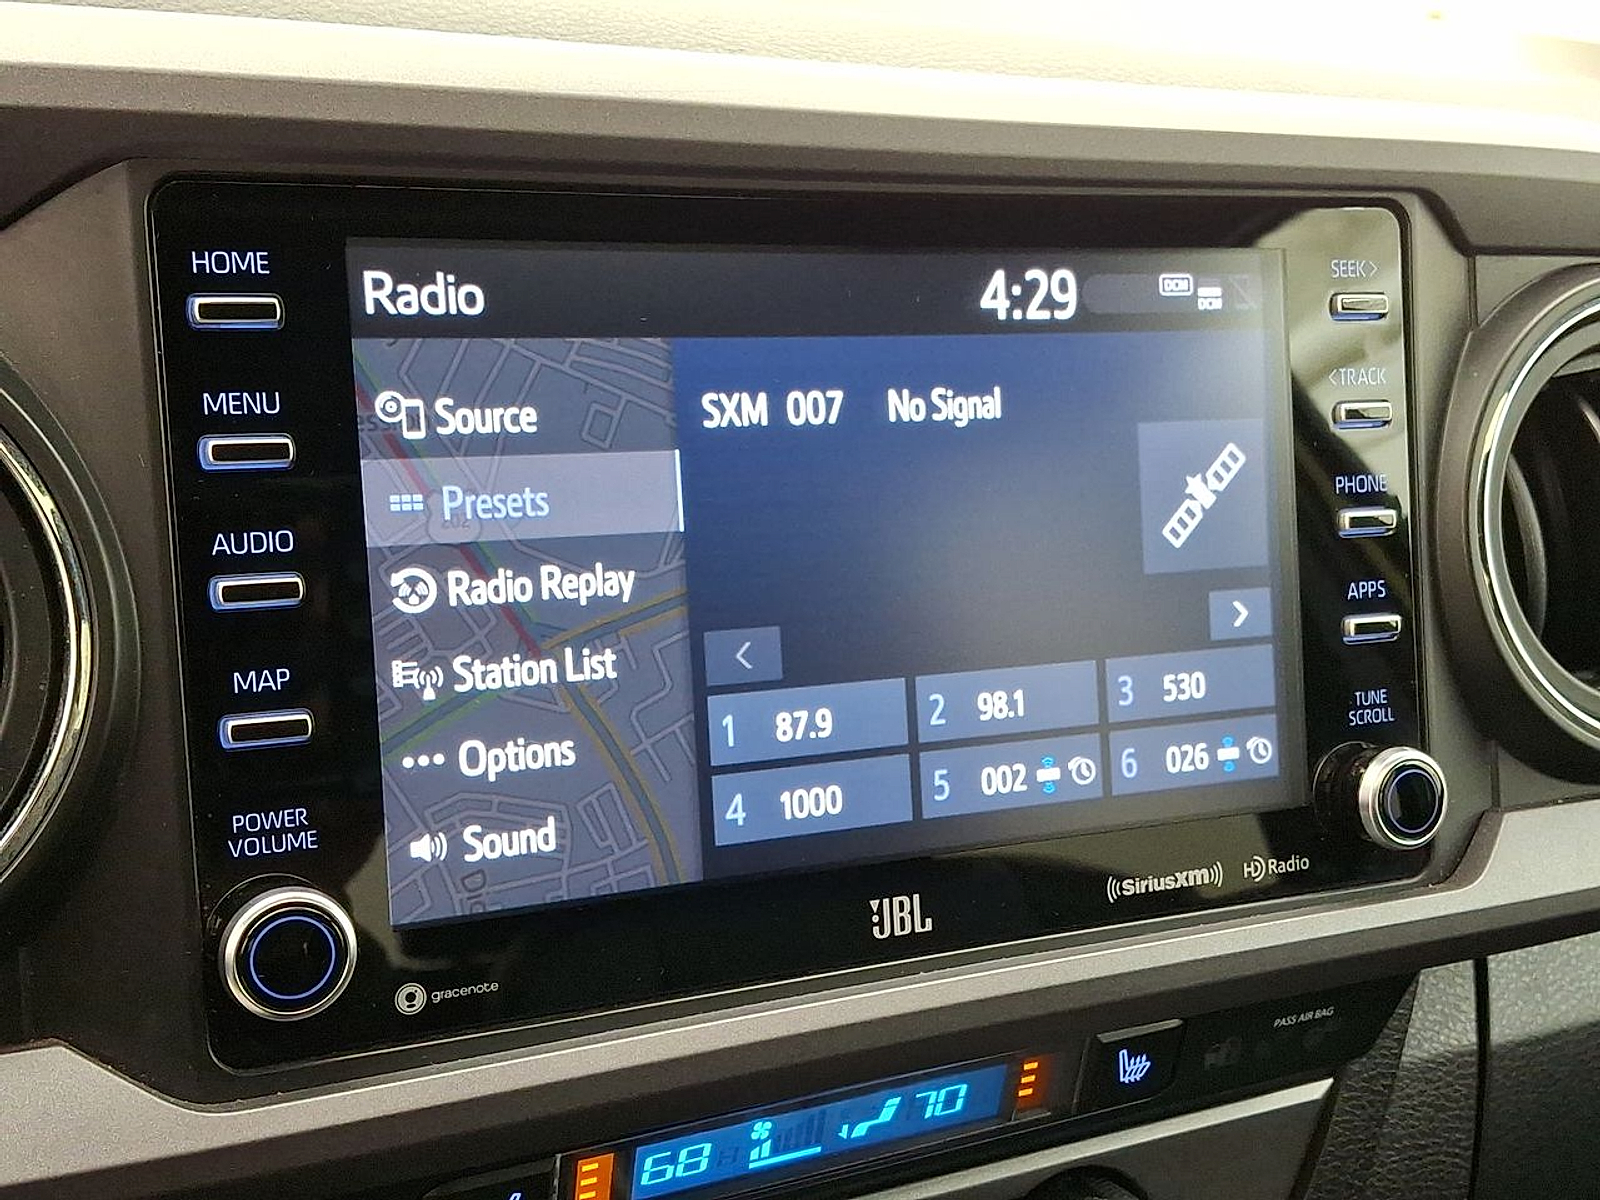 HOME
MENU
AUDIO
MAP
POWER
VOLUME
Radio
4:29
DCM
DCM
Source
Presets
Radio Replay
Station List
Options
Sound
SXM 007 No Signal
<
>
1 87.9
2 98.1
3 530
4 1000
5 002
6 026
SEEK>
<TRACK
PHONE
APPS
TUNE
SCROLL
gracenote
JBL
((SiriusXM))
HD Radio
PASS AIR BAG
68
70